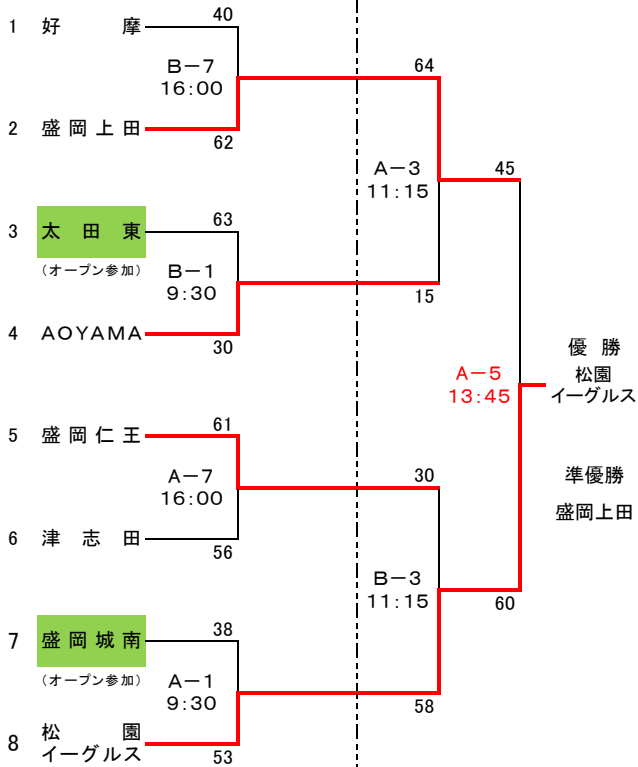 40
1 好 摩
B-7
16:00
64
2 盛岡上田
62
A-3
11:15
45
3 太 田 東
63
(オープン参加)
B-1
9:30
15
4 AOYAMA
30
優 勝
松園
イーグルス
A-5
13:45
5 盛岡仁王
61
A-7
16:00
30
準優勝
盛岡上田
6 津 志 田
56
B-3
11:15
60
7 盛岡城南
38
(オープン参加)
A-1
9:30
58
8 松 園
イーグルス
53